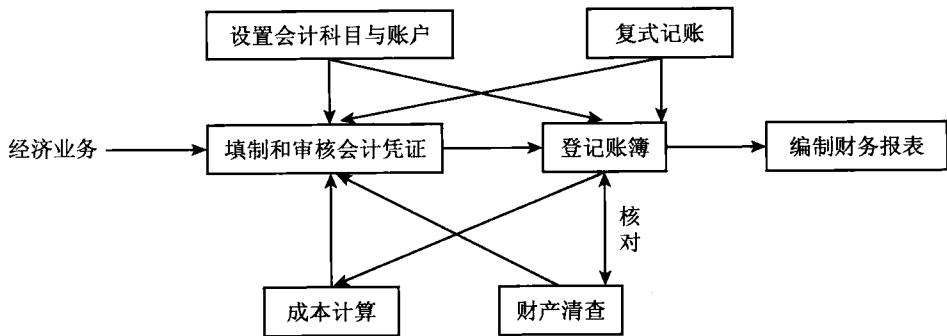 设置会计科目与账户
复式记账
经济业务
填制和审核会计凭证
登记账簿
编制财务报表
核对
成本计算
财产清查